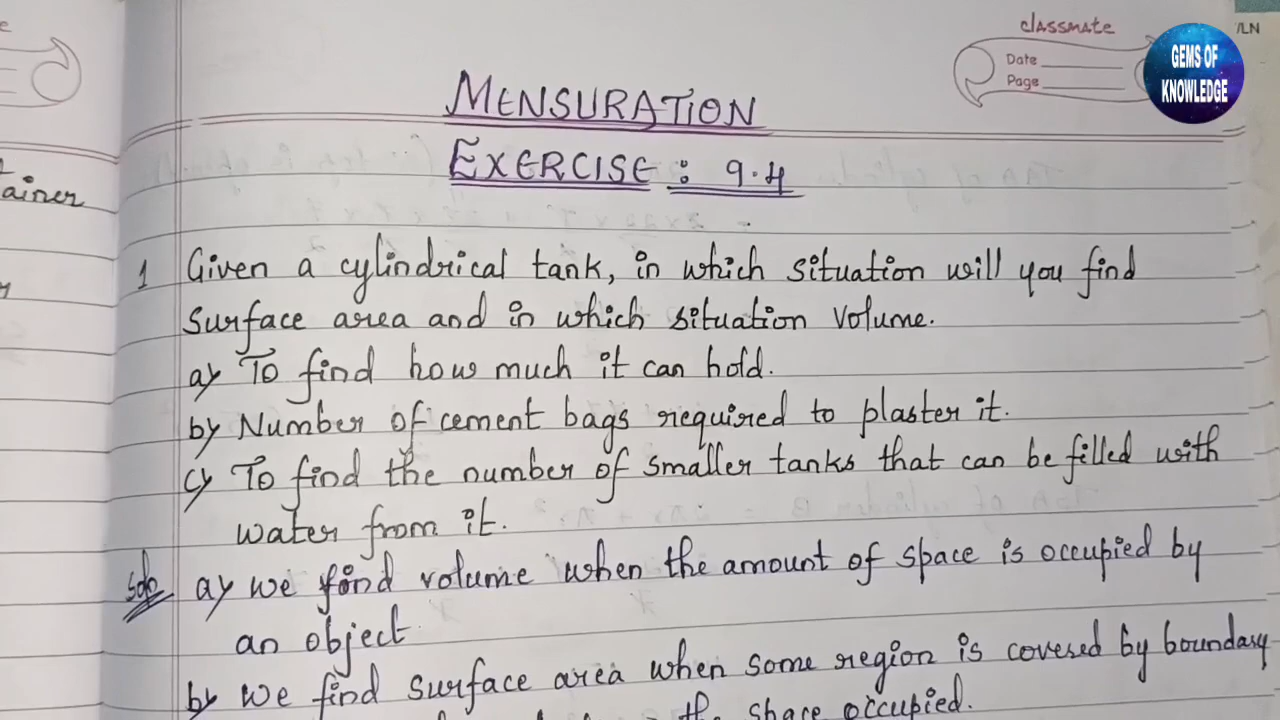 classmate
Date
Page
/LN
GEMS OF
KNOWLEDGE
MENSURATION
EXERCISE : 9.4
ainer
1 Given a cylindrical tank, in which situation will you find
surface area and in which situation volume.
a) To find how much it can hold.
b) Number of cement bags required to plaster it.
c) To find the number of smaller tanks that can be filled with
water from it.
Soln a) we find volume when the amount of space is occupied by
an object
b) we find surface area when some region is covered by boundary
the space occupied.